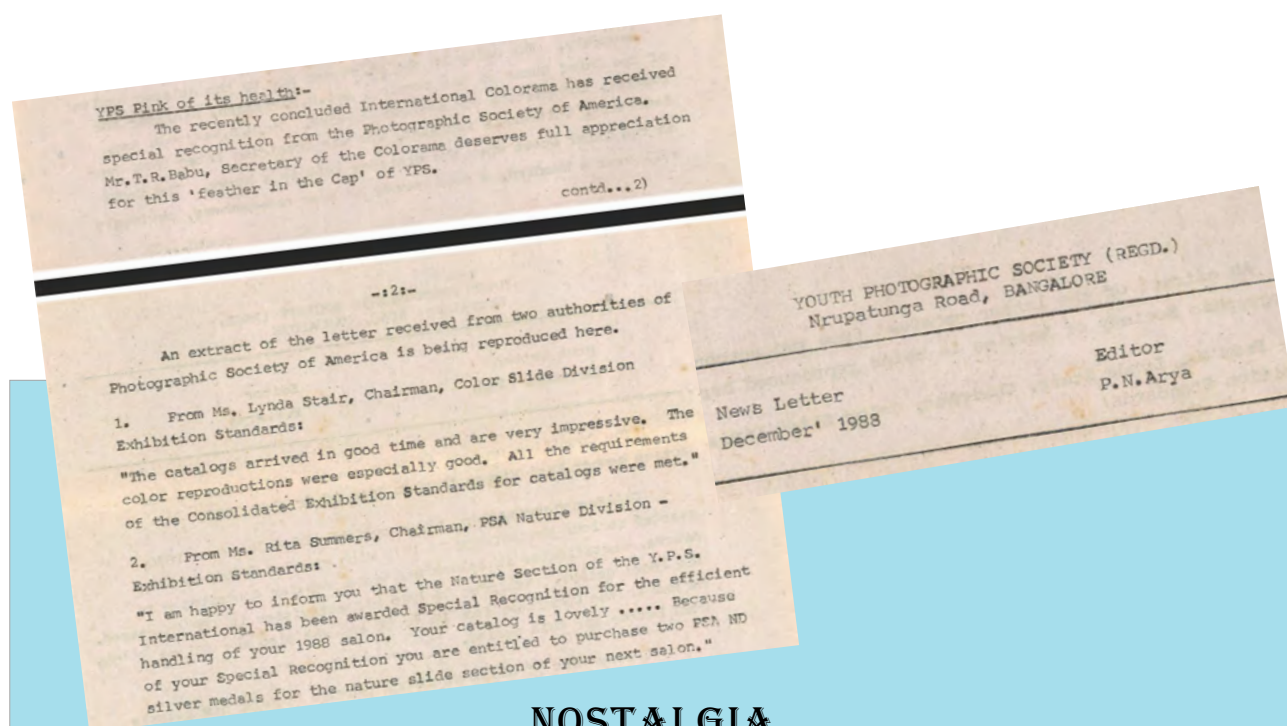 YPS Pink of its health:-
The recently concluded International Colorama has received
special recognition from the Photographic Society of America.
Mr.T.R.Babu, Secretary of the Colorama deserves full appreciation
for this 'feather in the Cap' of YPS.
contd...2)
-:2:-
An extract of the letter received from two authorities of
Photographic Society of America is being reproduced here.
1. From Ms. Lynda Stair, Chairman, Color Slide Division
Exhibition Standards:
"The catalogs arrived in good time and are very impressive. The
color reproductions were especially good. All the requirements
of the Consolidated Exhibition Standards for catalogs were met."
2. From Ms. Rita Summers, Chairman, PSA Nature Division -
Exhibition Standards:
"I am happy to inform you that the Nature Section of the Y.P.S.
International has been awarded Special Recognition for the efficient
handling of your 1988 salon. Your catalog is lovely ..... Because
of your Special Recognition you are entitled to purchase two PSA ND
silver medals for the nature slide section of your next salon."
YOUTH PHOTOGRAPHIC SOCIETY (REGD.)
Nrupatunga Road, BANGALORE
Editor
P.N.Arya
News Letter
December' 1988
NOSTALGIA